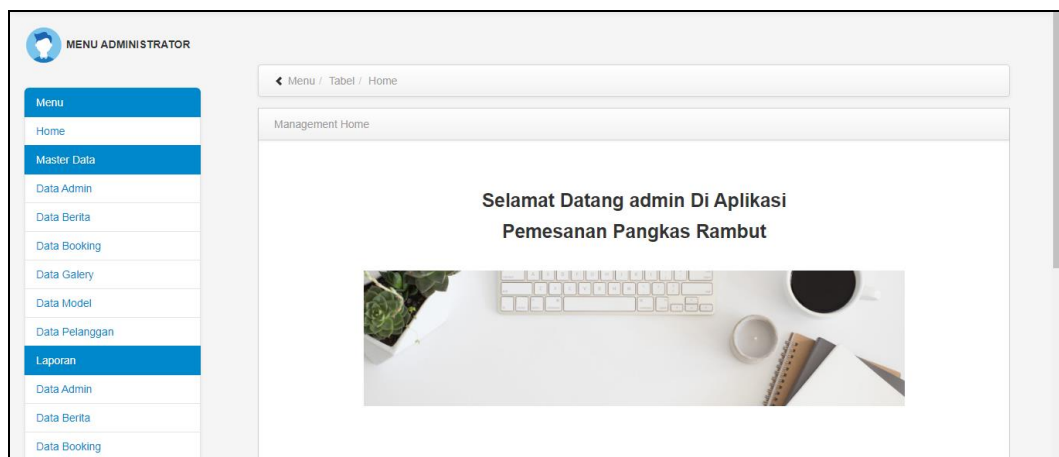 MENU ADMINISTRATOR
Menu
Home
Master Data
Data Admin
Data Berita
Data Booking
Data Galery
Data Model
Data Pelanggan
Laporan
Data Admin
Data Berita
Data Booking
Menu / Tabel / Home
Management Home
Selamat Datang admin Di Aplikasi
Pemesanan Pangkas Rambut